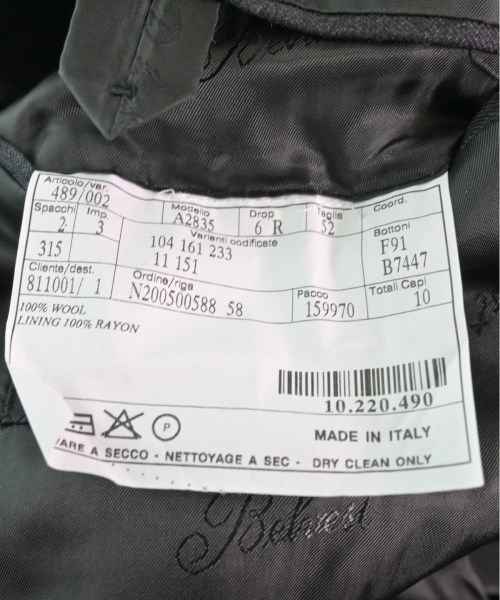 Articolo/var.
489/002
Modello
A2835
Drop
6 R
Taglia
52
Coord.
Spacchi
2
Imp.
3
Varianti codificate
104 161 233
11 151
Bottoni
F91
B7447
315
Cliente/dest.
811001/ 1
Ordine/riga
N200500588 58
Pacco
159970
Totali Capi
10
100% WOOL
LINING 100% RAYON
10.220.490
P
MADE IN ITALY
ARE A SECCO - NETTOYAGE A SEC - DRY CLEAN ONLY
Belvest